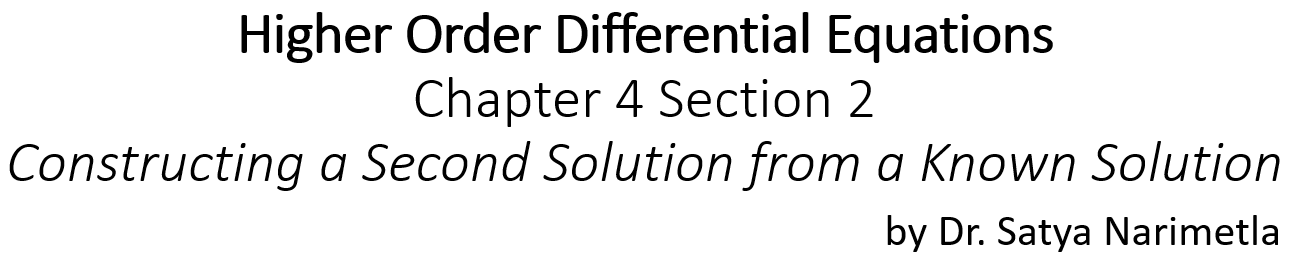 Higher Order Differential Equations
Chapter 4 Section 2
Constructing a Second Solution from a Known Solution
by Dr. Satya Narimetla